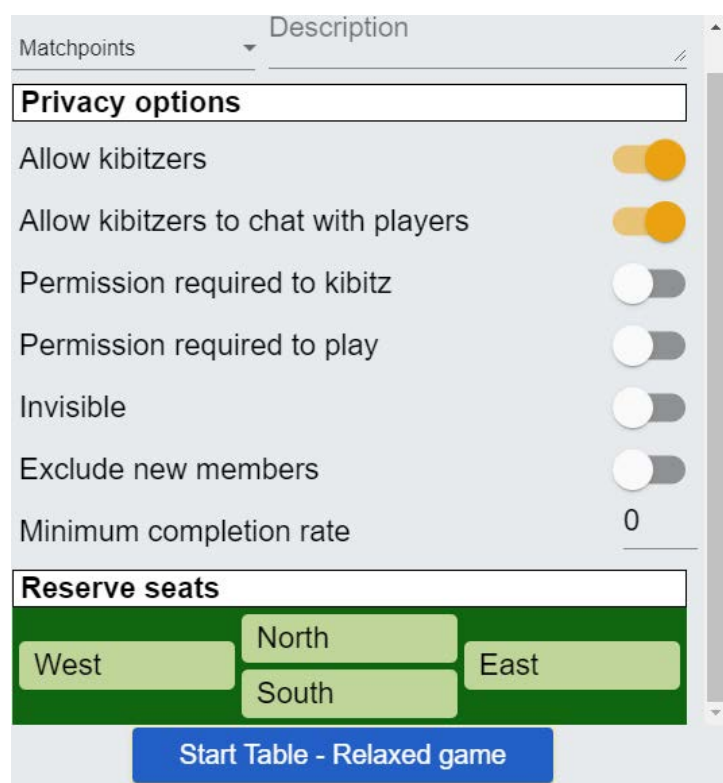 Matchpoints
Description
Privacy options
Allow kibitzers
Allow kibitzers to chat with players
Permission required to kibitz
Permission required to play
Invisible
Exclude new members
Minimum completion rate 0
Reserve seats
North
West East
South
Start Table - Relaxed game